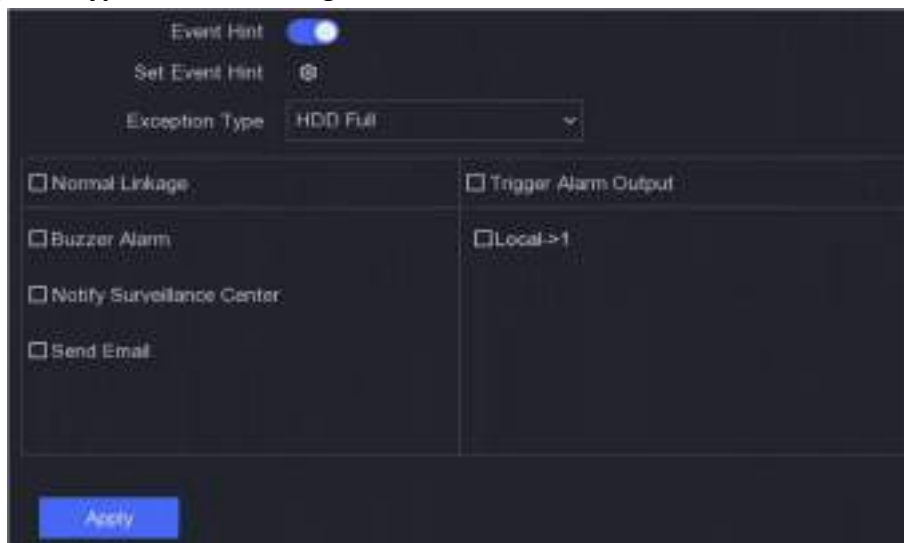 Event Hint
Set Event Hint
Exception Type HDD Full
Normal Linkage Trigger Alarm Output
Buzzer Alarm Local->1
Notify Surveillance Center
Send Email
Apply